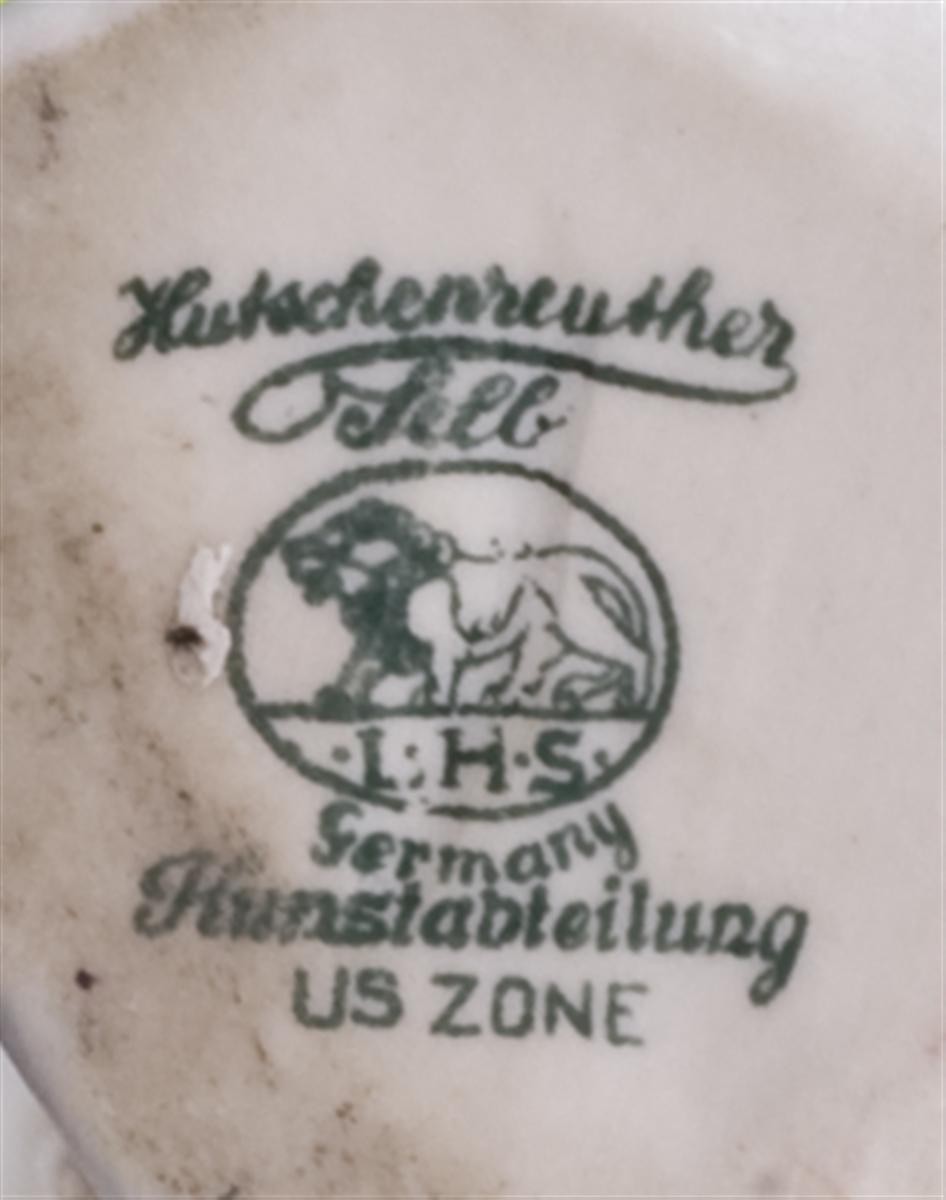 Hutschenreuther
Selb
·L·H·S·
Germany
Kunstabteilung
US ZONE